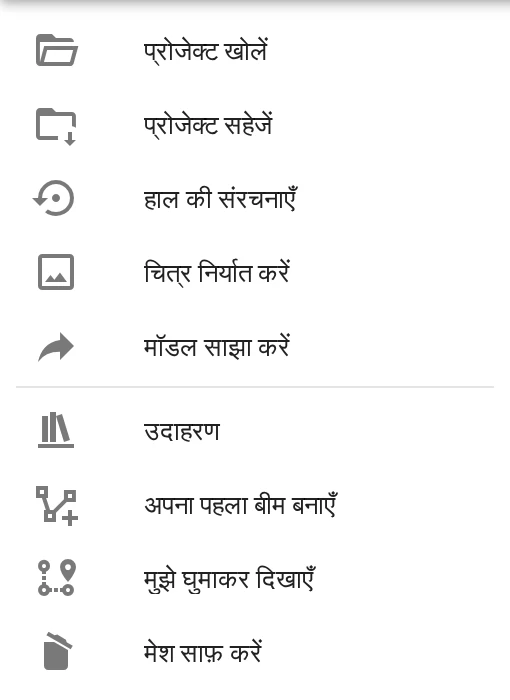 प्रोजेक्ट खोलें
प्रोजेक्ट सहेजें
हाल की संरचनाएँ
चित्र निर्यात करें
मॉडल साझा करें
उदाहरण
अपना पहला बीम बनाएँ
मुझे घुमाकर दिखाएँ
मेश साफ़ करें